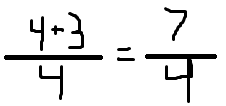 (4+3)/4 = 7/4